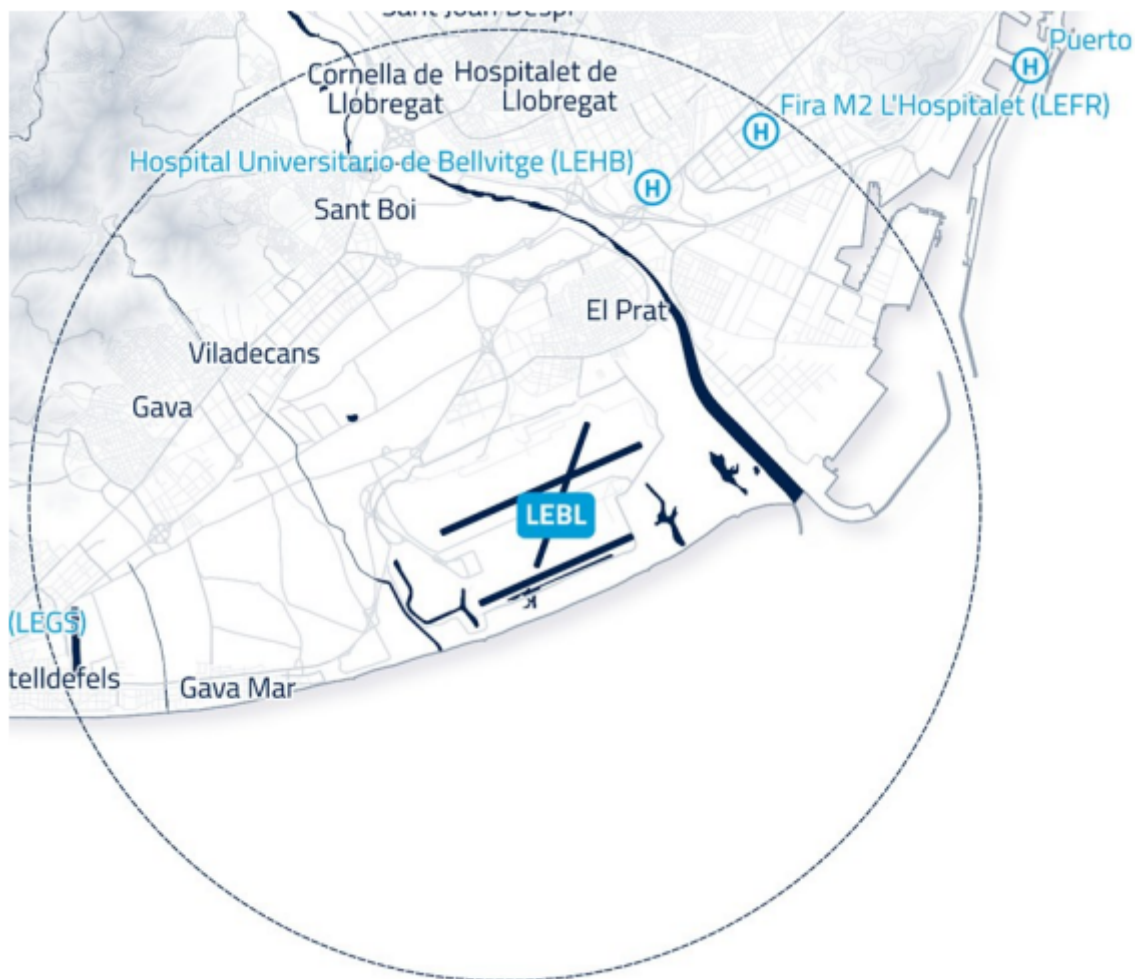 Puerto
Cornella de
Llobregat
Hospitalet de
Llobregat
Fira M2 L'Hospitalet (LEFR)
H
H
Hospital Universitario de Bellvitge (LEHB)
H
Sant Boi
El Prat
Viladecans
Gava
LEBL
(LEGS)
telldefels
Gava Mar